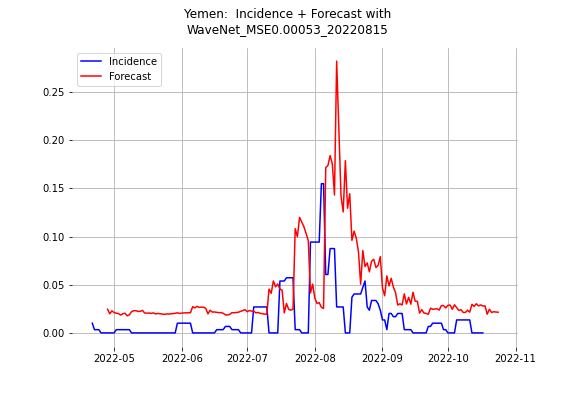 Yemen:  Incidence + Forecast with
WaveNet_MSE0.00053_20220815
Incidence
Forecast
0.25
0.20
0.15
0.10
0.05
0.00
2022-05 2022-06 2022-07 2022-08 2022-09 2022-10 2022-11